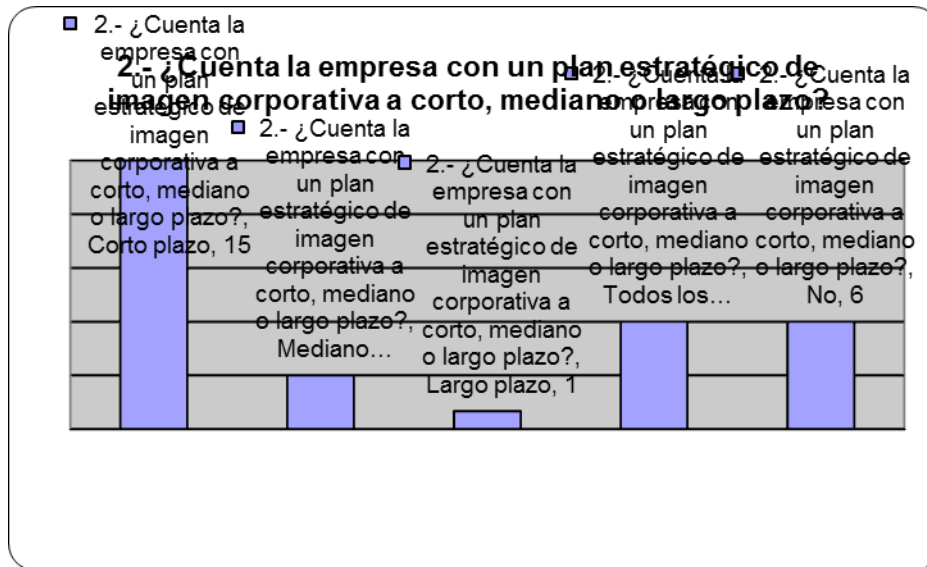 2.- ¿Cuenta la empresa con un plan estratégico de
imagen corporativa a corto, mediano o largo plazo?
2.- ¿Cuenta la
empresa con
un plan
estratégico de
imagen
corporativa a
corto, mediano
o largo plazo?,
Corto plazo, 15
2.- ¿Cuenta la
empresa con
un plan
estratégico de
imagen
corporativa a
corto, mediano
o largo plazo?,
Mediano…
2.- ¿Cuenta la
empresa con
un plan
estratégico de
imagen
corporativa a
corto, mediano
o largo plazo?,
Largo plazo, 1
2.- ¿Cuenta la
empresa con
un plan
estratégico de
imagen
corporativa a
corto, mediano
o largo plazo?,
Todos los…
2.- ¿Cuenta la
empresa con
un plan
estratégico de
imagen
corporativa a
corto, mediano
o largo plazo?,
No, 6